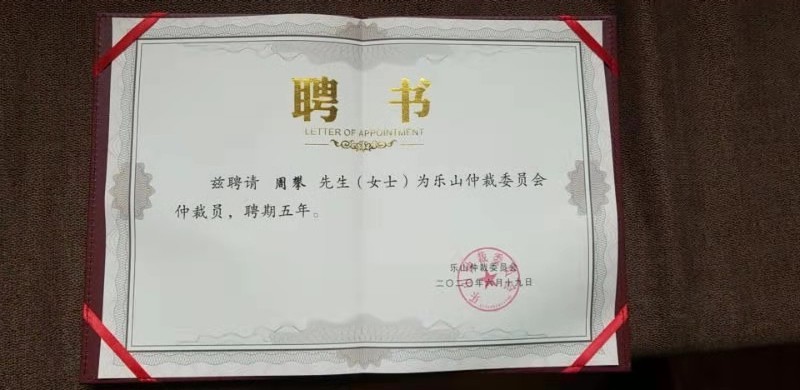 聘 书
LETTER OF APPOINTMENT
兹聘请 周攀 先生（女士）为乐山仲裁委员会
仲裁员，聘期五年。
乐山仲裁委员会
二〇二〇年 月十九日